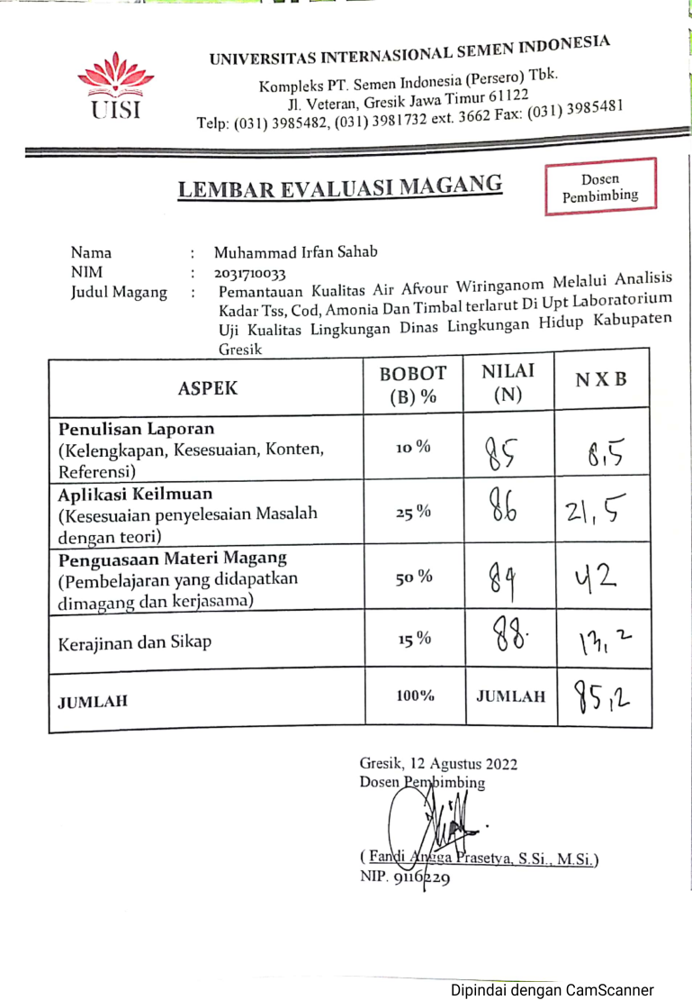 UNIVERSITAS INTERNASIONAL SEMEN INDONESIA
Kompleks PT. Semen Indonesia (Persero) Tbk.
Jl. Veteran, Gresik Jawa Timur 61122
Telp: (031) 3985482, (031) 3981732 ext. 3662 Fax: (031) 3985481
UISI
LEMBAR EVALUASI MAGANG
Dosen
Pembimbing
Nama : Muhammad Irfan Sahab
NIM : 2031710033
Judul Magang : Pemantauan Kualitas Air Afvour Wiringanom Melalui Analisis
Kadar Tss, Cod, Amonia Dan Timbal terlarut Di Upt Laboratorium
Uji Kualitas Lingkungan Dinas Lingkungan Hidup Kabupaten
Gresik
ASPEK BOBOT (B) % NILAI (N) N X B
Penulisan Laporan
(Kelengkapan, Kesesuaian, Konten,
Referensi)
10 % 85 8,5
Aplikasi Keilmuan
(Kesesuaian penyelesaian Masalah
dengan teori)
25 % 86 21,5
Penguasaan Materi Magang
(Pembelajaran yang didapatkan
dimagang dan kerjasama)
50 % 84 42
Kerajinan dan Sikap 15 % 88. 13,2
JUMLAH 100% JUMLAH 85,2
Gresik, 12 Agustus 2022
Dosen Pembimbing
( Fandi Angga Prasetya, S.Si., M.Si.)
NIP. 9116229
Dipindai dengan CamScanner